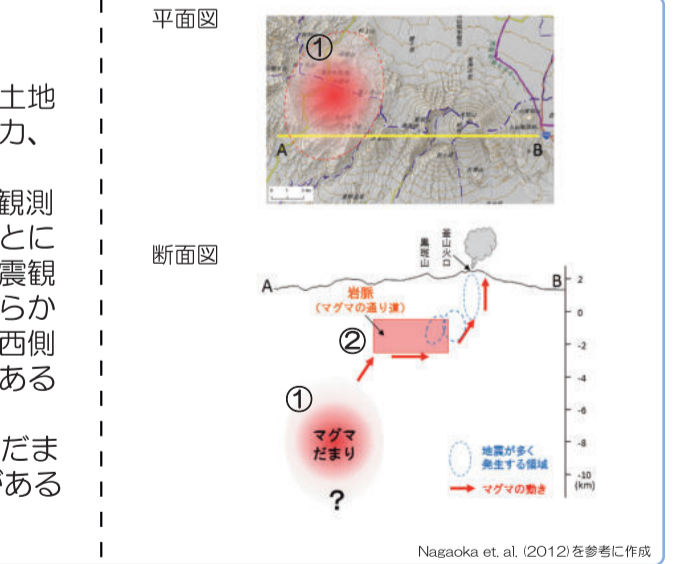 土地
力、
観測
とに
震観
らか
西側
ある
だま
がある
平面図
①
A
B
断面図
黒斑山
釜山火口
A
B
岩脈
(マグマの通り道)
②
①
マグマ
だまり
?
2
0
-2
-4
-6
-8
-10
(km)
地震が多く
発生する領域
マグマの動き
Nagaoka et. al. (2012)を参考に作成